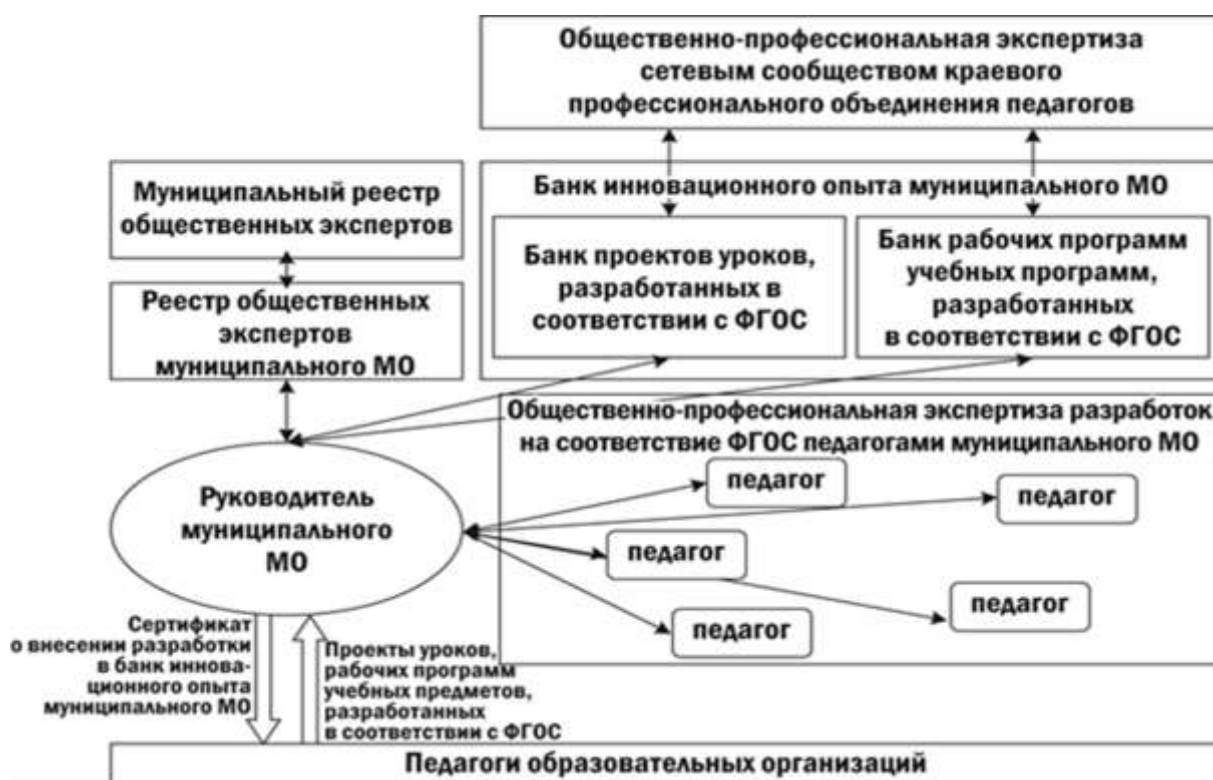 Общественно-профессиональная экспертиза
сетевым сообществом краевого
профессионального объединения педагогов
Муниципальный реестр
общественных экспертов
Банк инновационного опыта муниципального МО
Банк проектов уроков,
разработанных в
соответствии с ФГОС
Банк рабочих программ
учебных программ,
разработанных
в соответствии с ФГОС
Реестр общественных
экспертов
муниципального МО
Общественно-профессиональная экспертиза разработок
на соответствие ФГОС педагогами муниципального МО
педагог
педагог
педагог
педагог
педагог
Руководитель
муниципального
МО
Сертификат
о внесении разработки
в банк иннова-
ционного опыта
муниципального МО
Проекты уроков,
рабочих программ
учебных предметов,
разработанных
в соответствии с ФГОС
Педагоги образовательных организаций